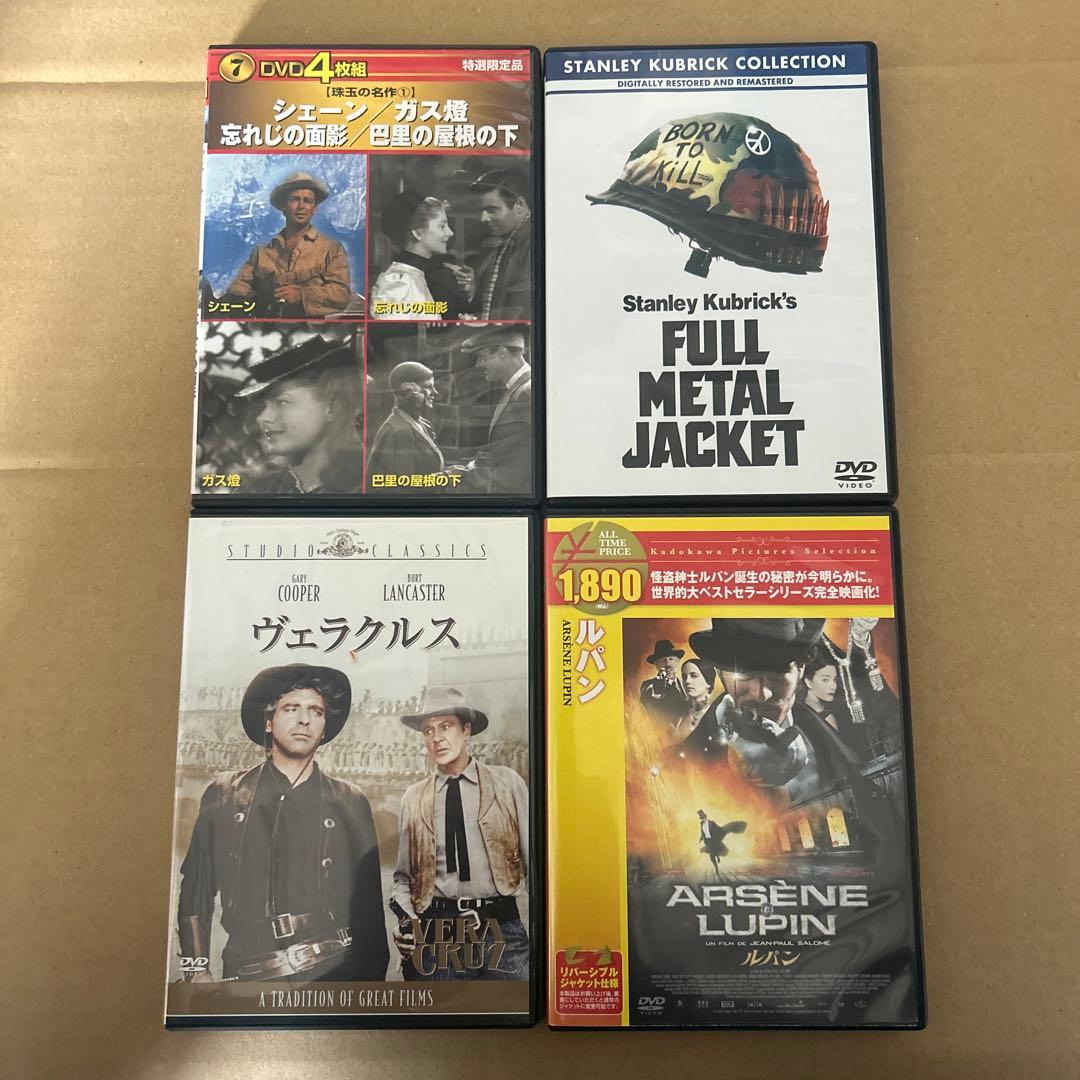 7 DVD4枚組 特選限定品
【珠玉の名作①】
シェーン／ガス燈
忘れじの面影／巴里の屋根の下
シェーン
忘れじの面影
ガス燈
巴里の屋根の下
STANLEY KUBRICK COLLECTION
DIGITALLY RESTORED AND REMASTERED
BORN
TO
KiLL
Stanley Kubrick's
FULL
METAL
JACKET
DVD
VIDEO
STUDIO CLASSICS
GARY
COOPER
BURT
LANCASTER
ヴェラクルス
VERA
CRUZ
DVD
A TRADITION OF GREAT FILMS
ALL
TIME
PRICE
¥
1,890
(税込)
Kadokawa Pictures Selection
怪盗紳士ルパン誕生の秘密が今明らかに。
世界的大ベストセラーシリーズ完全映画化!
ルパン
ARSÈNE LUPIN
ARSÈNE
LUPIN
UN FILM DE JEAN-PAUL SALOMÉ
ルパン
リバーシブル
ジャケット仕様
DVD
VIDEO